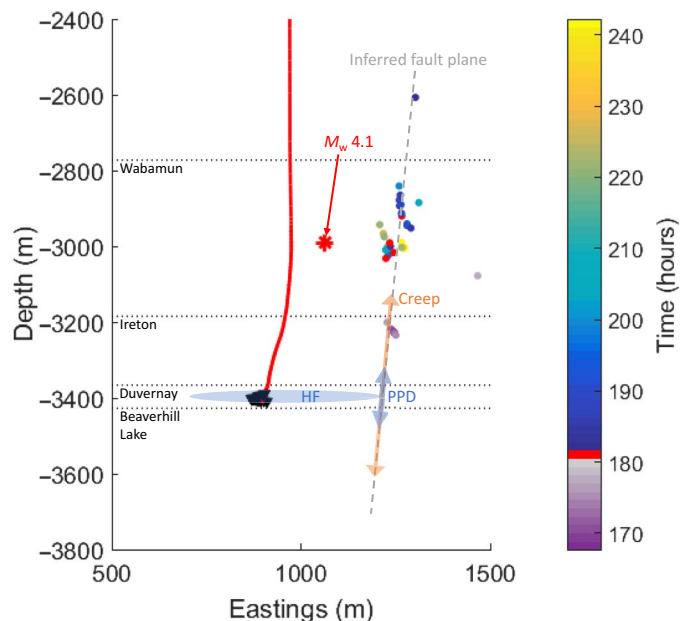 −2400
−2600
−2800
−3000
−3200
−3400
−3600
−3800
Depth (m)
500
1000
1500
Eastings (m)
Inferred fault plane
Mw 4.1
Wabamun
Creep
Ireton
Duvernay
HF
PPD
Beaverhill
Lake
240
230
220
210
200
190
180
170
Time (hours)